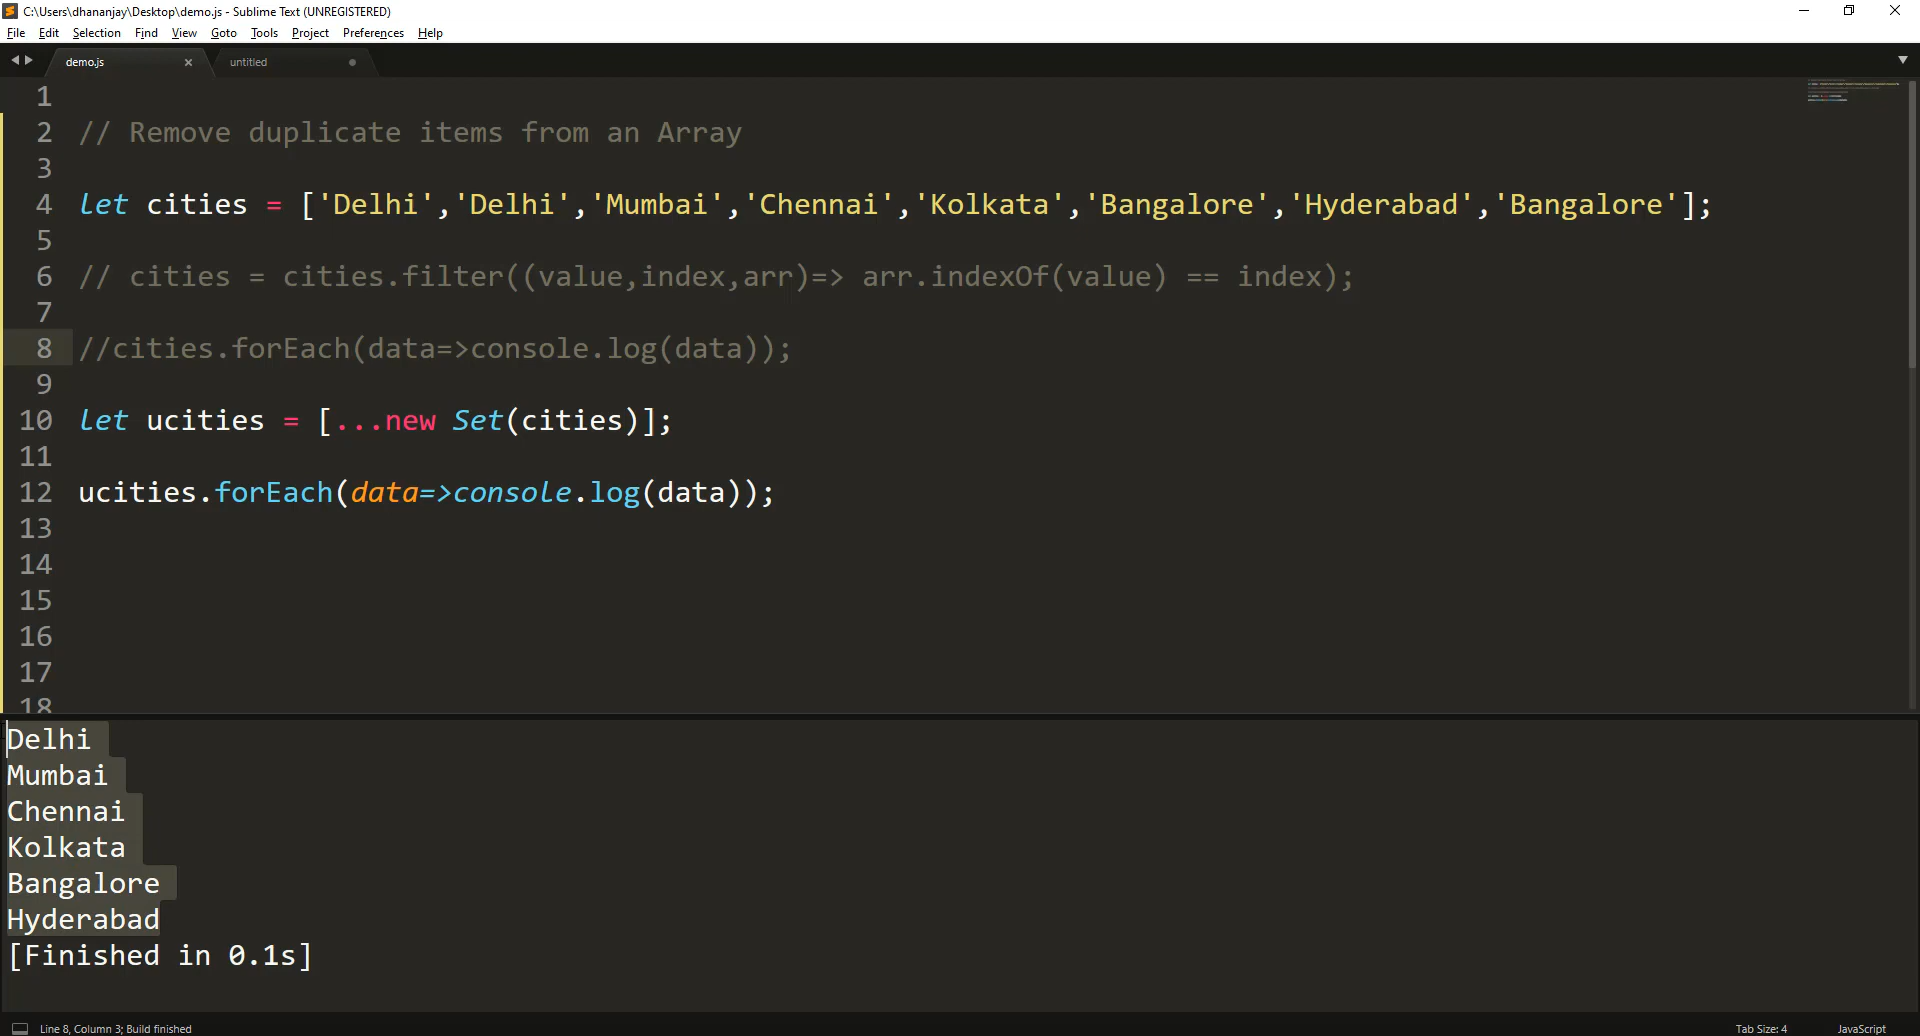 C:\Users\dhananjay\Desktop\demo.js - Sublime Text (UNREGISTERED)
File Edit Selection Find View Goto Tools Project Preferences Help
demo.js untitled
1
2 // Remove duplicate items from an Array
3
4 let cities = ['Delhi','Delhi','Mumbai','Chennai','Kolkata','Bangalore','Hyderabad','Bangalore'];
5
6 // cities = cities.filter((value,index,arr)=> arr.indexOf(value) == index);
7
8 //cities.forEach(data=>console.log(data));
9
10 let ucities = [...new Set(cities)];
11
12 ucities.forEach(data=>console.log(data));
13
14
15
16
17
18
Delhi
Mumbai
Chennai
Kolkata
Bangalore
Hyderabad
[Finished in 0.1s]
Line 8, Column 3; Build finished Tab Size: 4 JavaScript